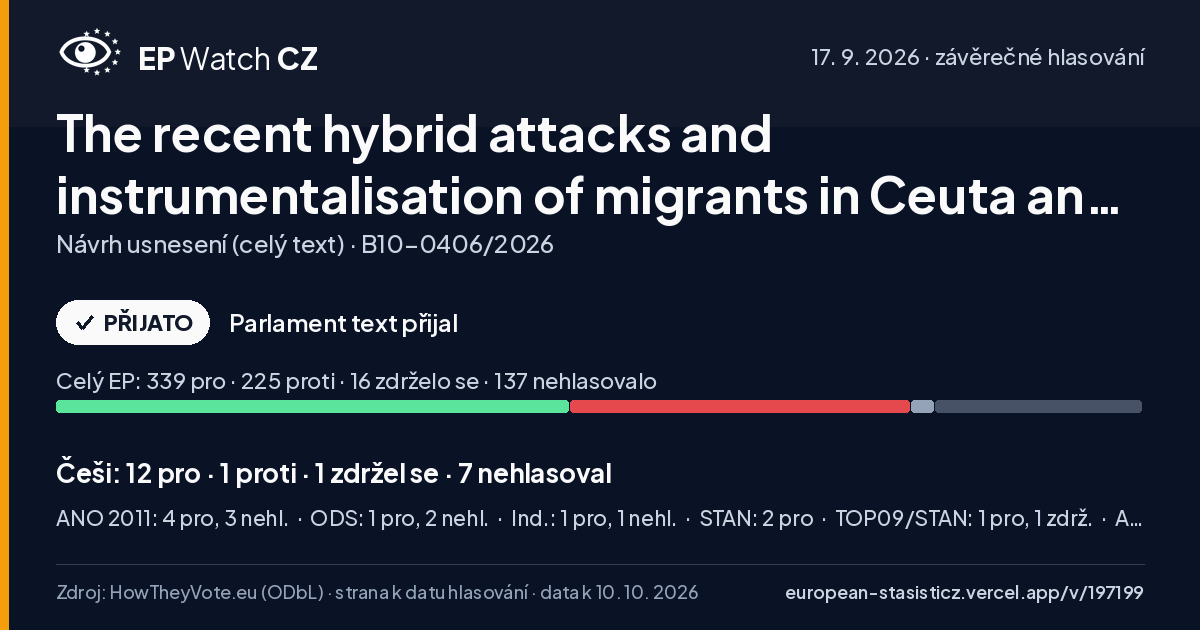 EP Watch CZ
17. 9. 2026 · závěrečné hlasování
The recent hybrid attacks and
instrumentalisation of migrants in Ceuta an…
Návrh usnesení (celý text) · B10-0406/2026
✓ PŘIJATO
Parlament text přijal
Celý EP: 339 pro · 225 proti · 16 zdrželo se · 137 nehlasovalo
Češi: 12 pro · 1 proti · 1 zdržel se · 7 nehlasoval
ANO 2011: 4 pro, 3 nehl. · ODS: 1 pro, 2 nehl. · Ind.: 1 pro, 1 nehl. · STAN: 2 pro · TOP09/STAN: 1 pro, 1 zdrž. · A…
Zdroj: HowTheyVote.eu (ODbL) · strana k datu hlasování · data k 10. 10. 2026
european-stasisticz.vercel.app/v/197199